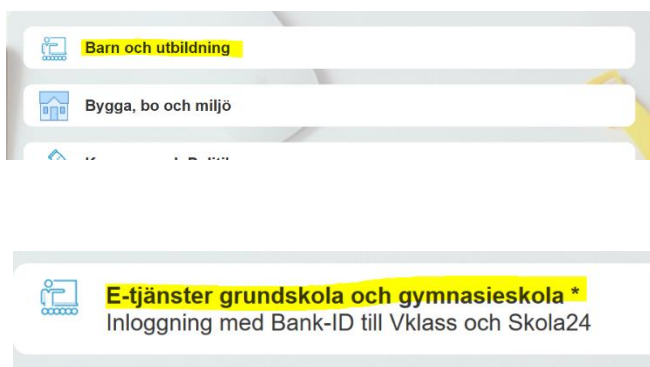 Barn och utbildning
Bygga, bo och miljö
E-tjänster grundskola och gymnasieskola *
Inloggning med Bank-ID till Vklass och Skola24